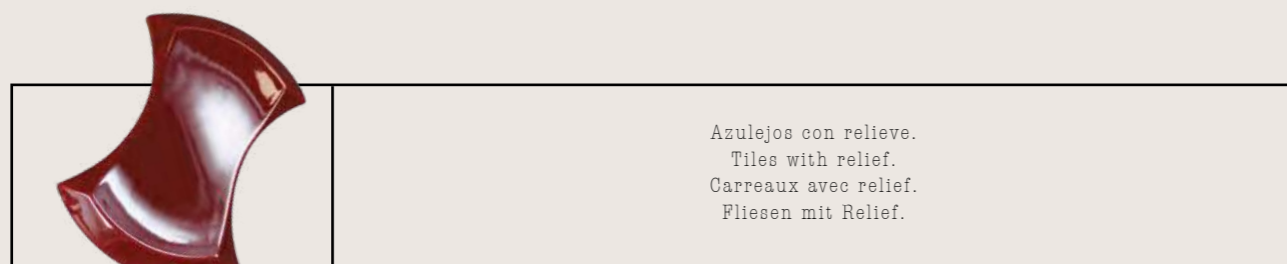 Azulejos con relieve.
Tiles with relief.
Carreaux avec relief.
Fliesen mit Relief.